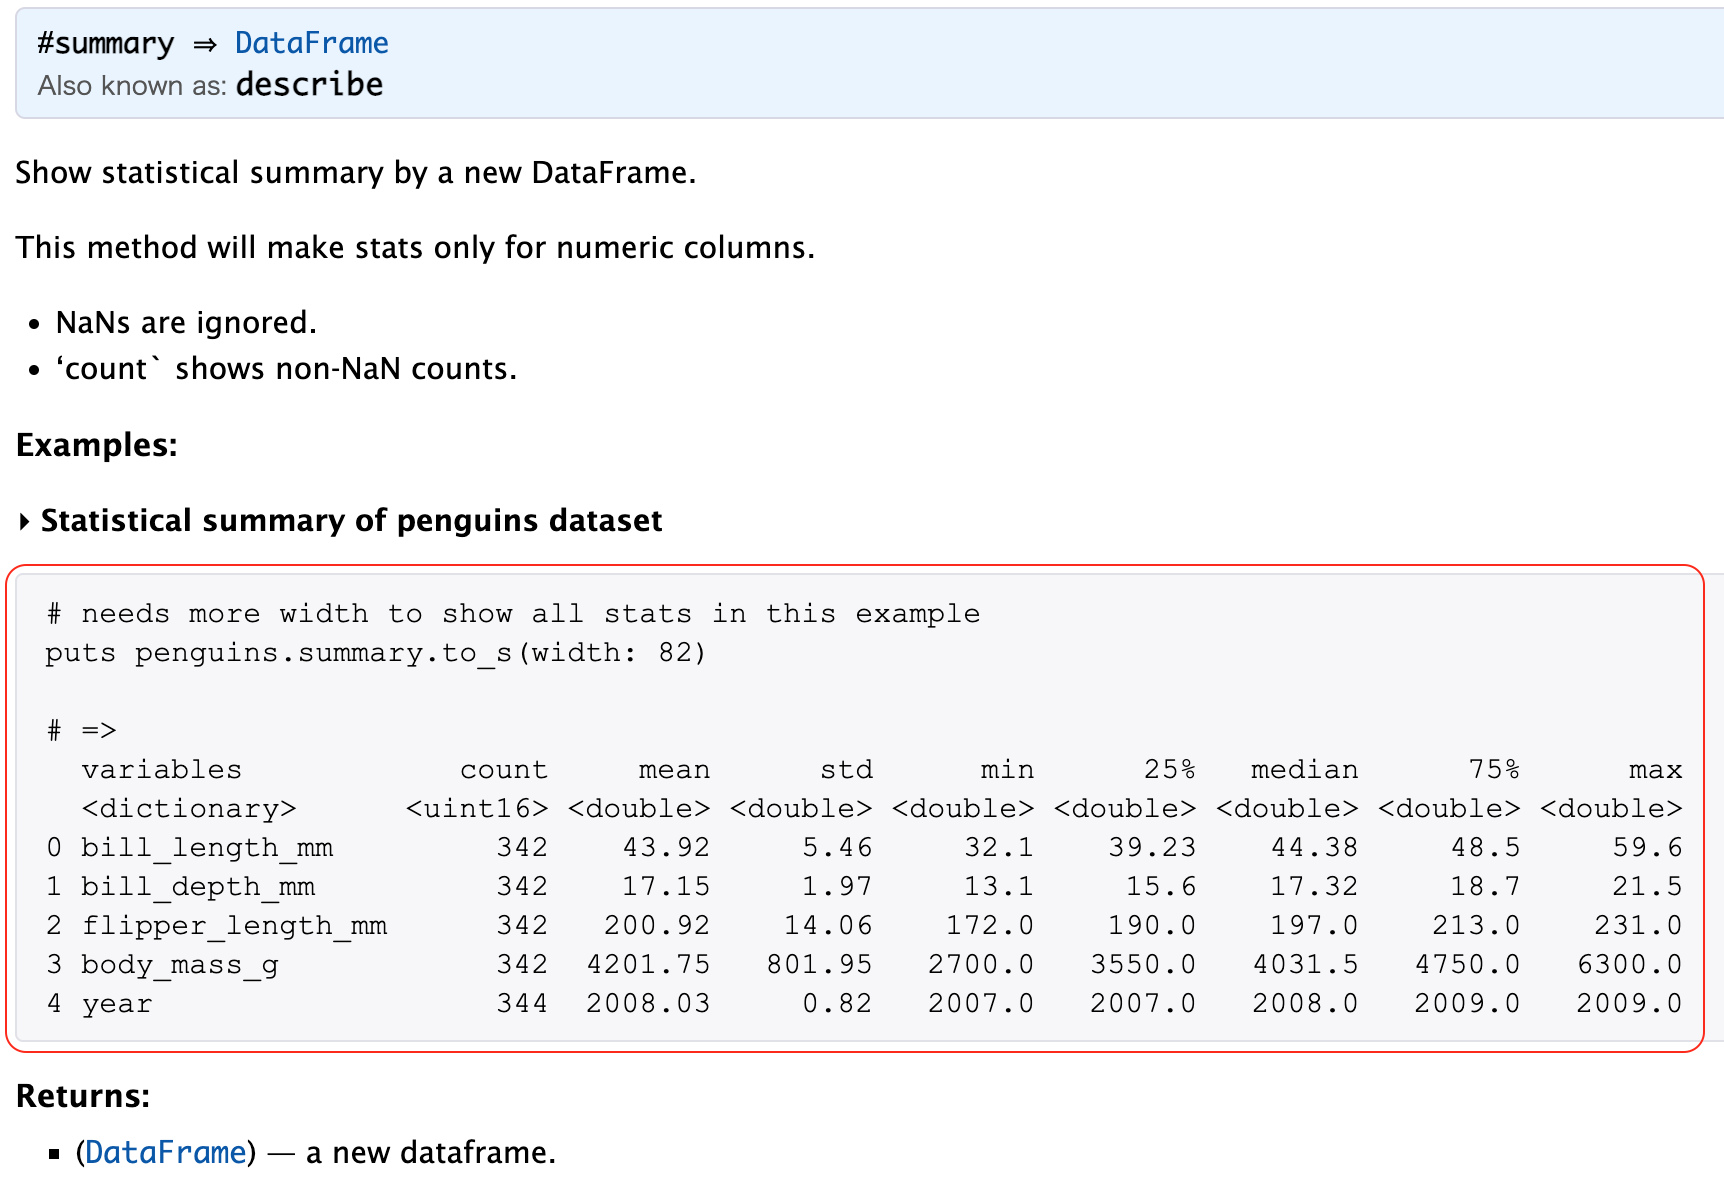 #summary ⇒ DataFrame
Also known as: describe
Show statistical summary by a new DataFrame.
This method will make stats only for numeric columns.
• NaNs are ignored.
• ‘count` shows non-NaN counts.
Examples:
Statistical summary of penguins dataset
# needs more width to show all stats in this example
puts penguins.summary.to_s(width: 82)
# =>
  variables            count     mean      std      min      25%   median      75%      max
  <dictionary>      <uint16> <double> <double> <double> <double> <double> <double> <double>
0 bill_length_mm         342    43.92     5.46     32.1    39.23    44.38     48.5     59.6
1 bill_depth_mm          342    17.15     1.97     13.1     15.6    17.32     18.7     21.5
2 flipper_length_mm      342   200.92    14.06    172.0    190.0    197.0    213.0    231.0
3 body_mass_g            342  4201.75   801.95   2700.0   3550.0   4031.5   4750.0   6300.0
4 year                   344  2008.03     0.82   2007.0   2007.0   2008.0   2009.0   2009.0
Returns:
▪ (DataFrame) — a new dataframe.